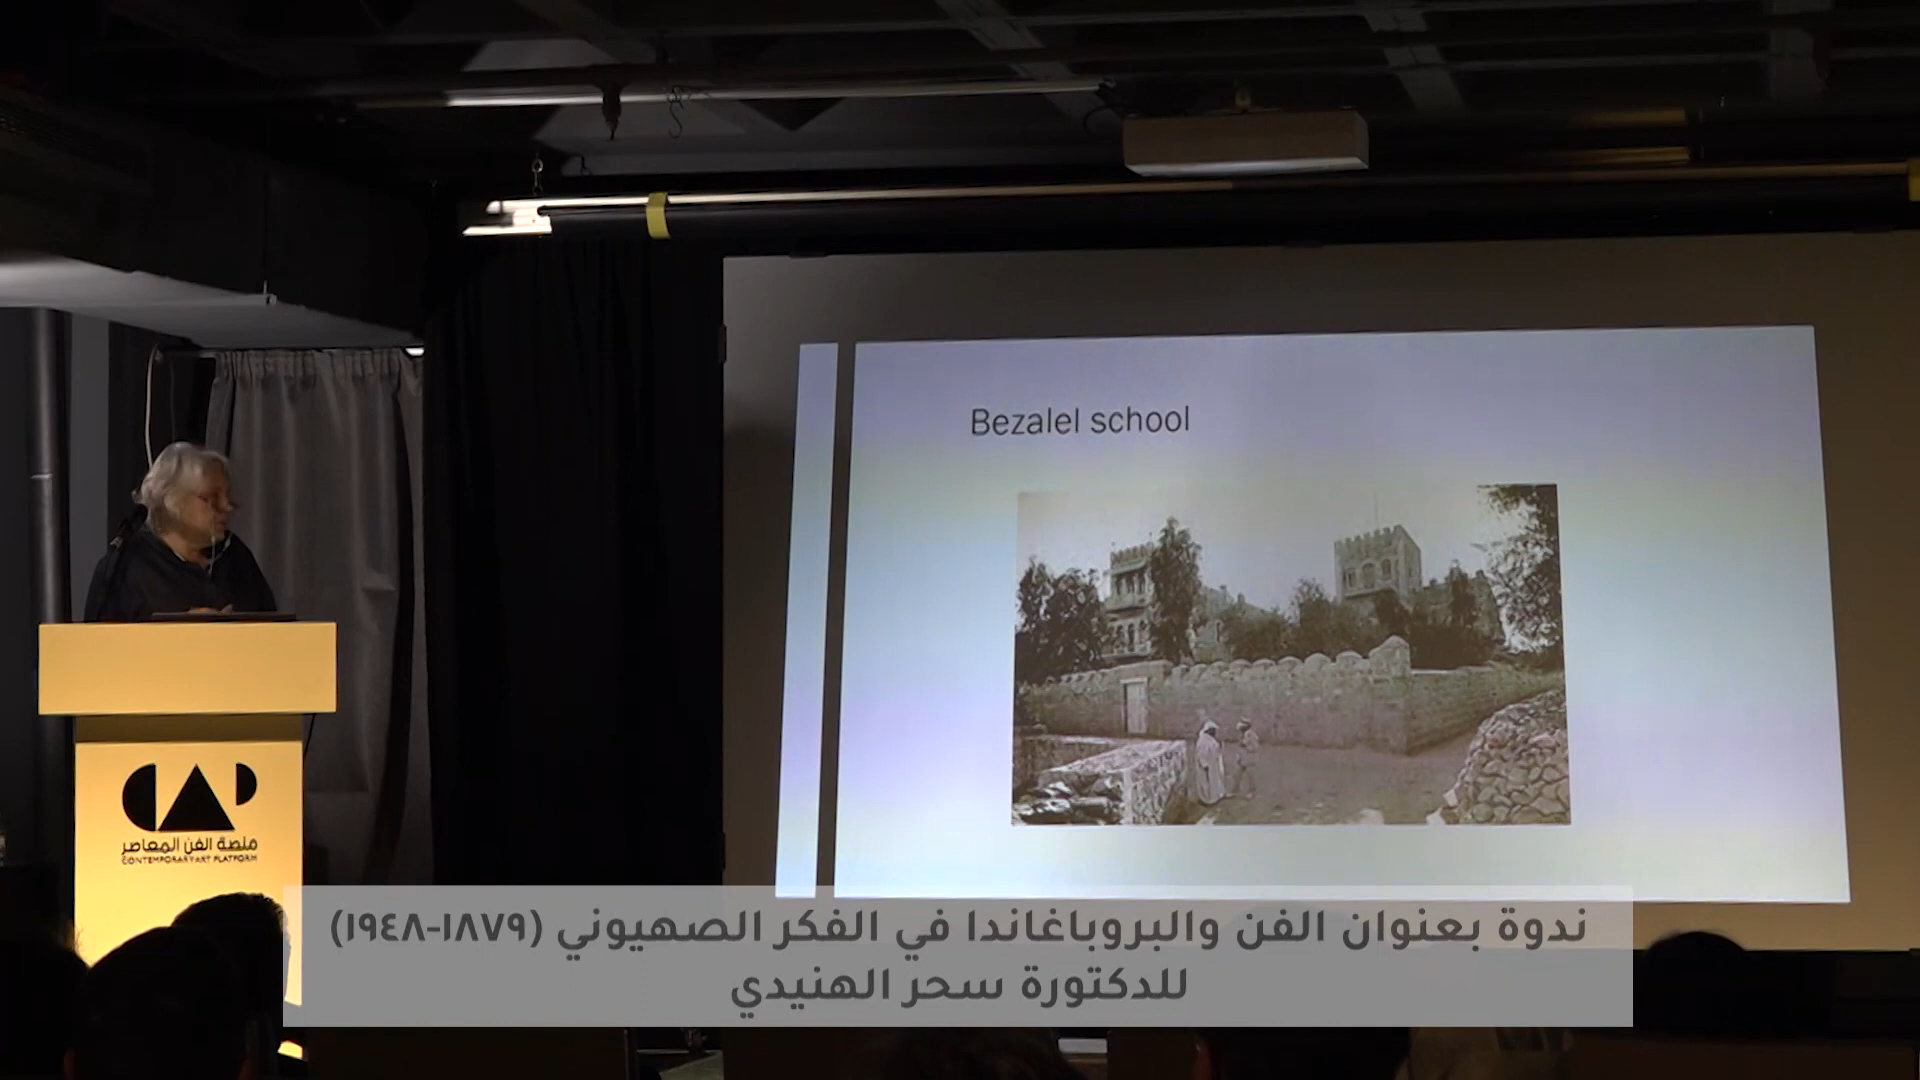 Bezalel school
منصة الفن المعاصر
CONTEMPORARY ART PLATFORM
ندوة بعنوان الفن والبروباغاندا في الفكر الصهيوني (١٨٧٩-١٩٤٨)
للدكتورة سحر الهنيدي